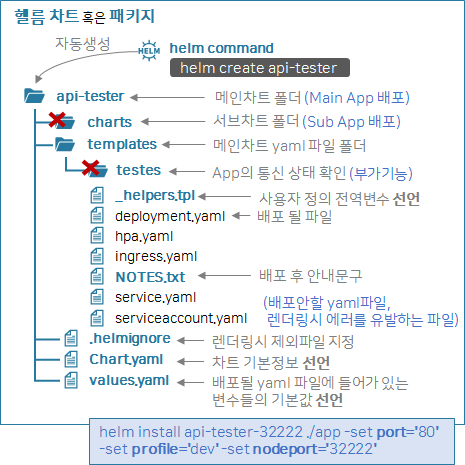 헬름 차트 혹은 패키지
자동생성
HELM
helm command
helm create api-tester
api-tester
메인차트 폴더 (Main App 배포)
charts
서브차트 폴더 (Sub App 배포)
templates
메인차트 yaml 파일 폴더
testes
App의 통신 상태 확인 (부가기능)
_helpers.tpl
사용자 정의 전역변수 선언
deployment.yaml
배포 될 파일
hpa.yaml
ingress.yaml
NOTES.txt
배포 후 안내문구
service.yaml
(배포안할 yaml파일,
serviceaccount.yaml
렌더링시 에러를 유발하는 파일)
.helmignore
렌더링시 제외파일 지정
Chart.yaml
차트 기본정보 선언
values.yaml
배포될 yaml 파일에 들어가 있는
변수들의 기본값 선언
helm install api-tester-32222 ./app -set port='80'
-set profile='dev' -set nodeport='32222'